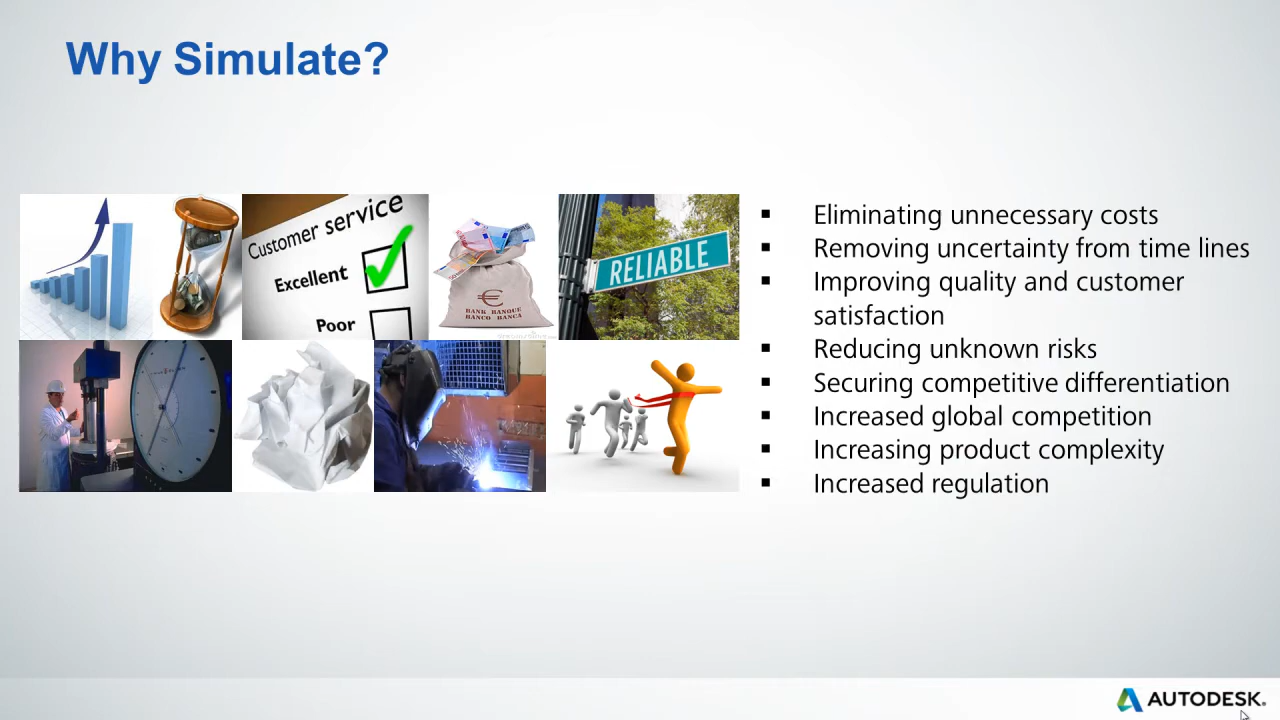 Why Simulate?
Customer service
Excellent
Poor
BANK BANQUE
BANCO BANCA
RELIABLE
Eliminating unnecessary costs
Removing uncertainty from time lines
Improving quality and customer
satisfaction
Reducing unknown risks
Securing competitive differentiation
Increased global competition
Increasing product complexity
Increased regulation
AUTODESK.